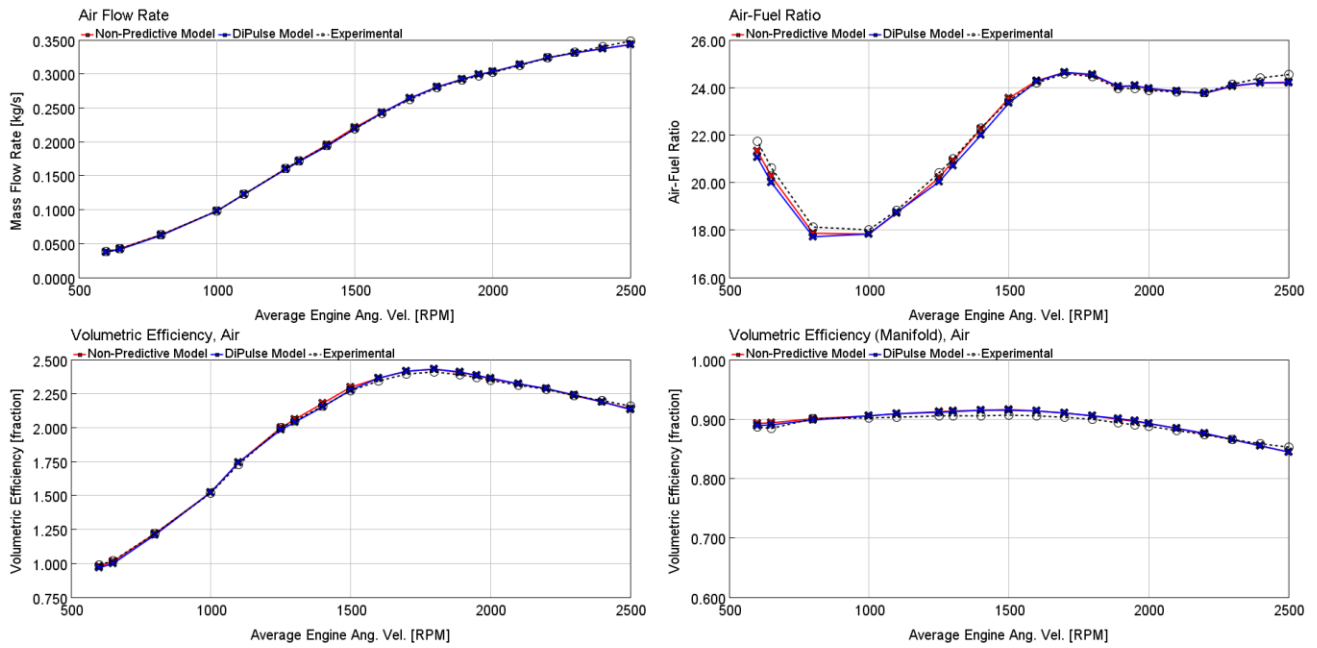 Air Flow Rate
Non-Predictive Model DiPulse Model Experimental
0.3500
0.3000
0.2500
0.2000
0.1500
0.1000
0.0500
0.0000
Mass Flow Rate [kg/s]
500 1000 1500 2000 2500
Average Engine Ang. Vel. [RPM]
Air-Fuel Ratio
Non-Predictive Model DiPulse Model Experimental
26.00
24.00
22.00
20.00
18.00
16.00
Air-Fuel Ratio
500 1000 1500 2000 2500
Average Engine Ang. Vel. [RPM]
Volumetric Efficiency, Air
Non-Predictive Model DiPulse Model Experimental
2.500
2.250
2.000
1.750
1.500
1.250
1.000
0.750
Volumetric Efficiency [fraction]
500 1000 1500 2000 2500
Average Engine Ang. Vel. [RPM]
Volumetric Efficiency (Manifold), Air
Non-Predictive Model DiPulse Model Experimental
1.000
0.900
0.800
0.700
0.600
Volumetric Efficiency [fraction]
500 1000 1500 2000 2500
Average Engine Ang. Vel. [RPM]